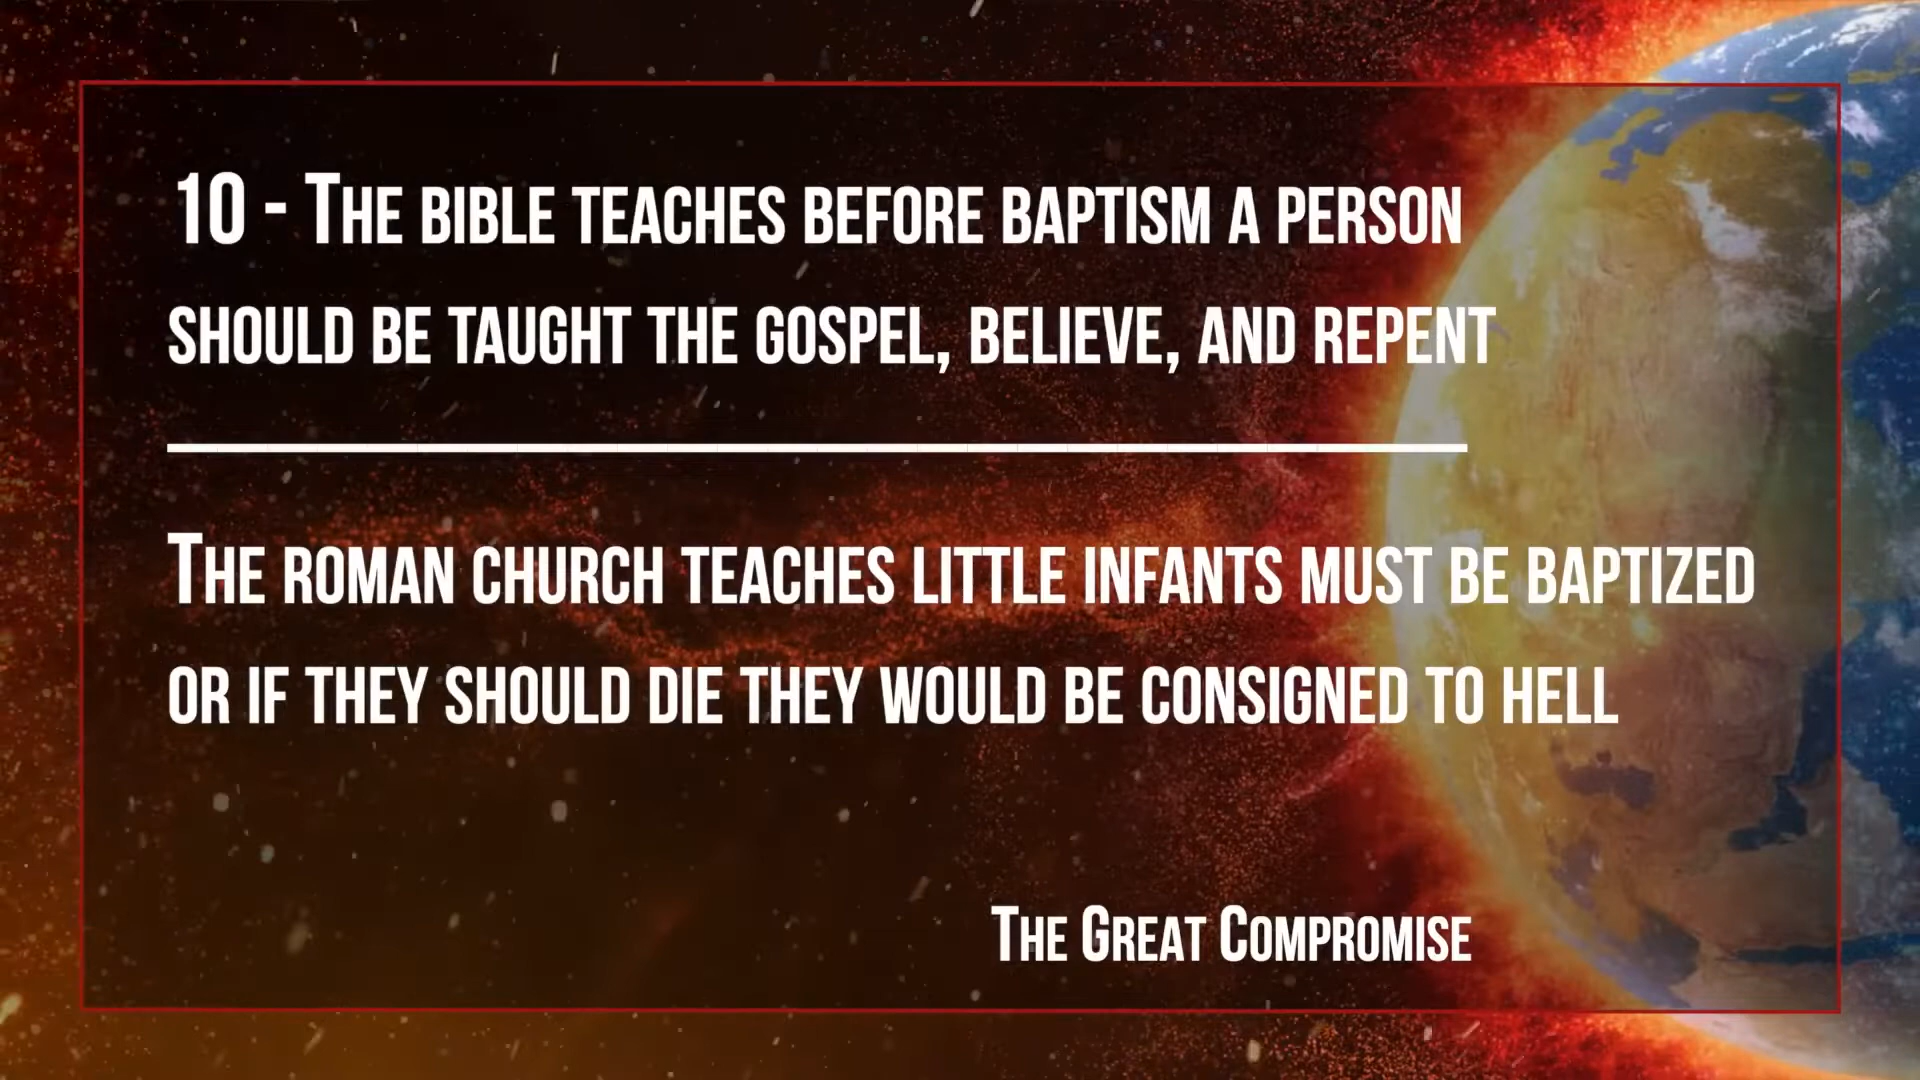 10 - The bible teaches before baptism a person
should be taught the gospel, believe, and repent
The roman church teaches little infants must be baptized
or if they should die they would be consigned to hell
The Great Compromise